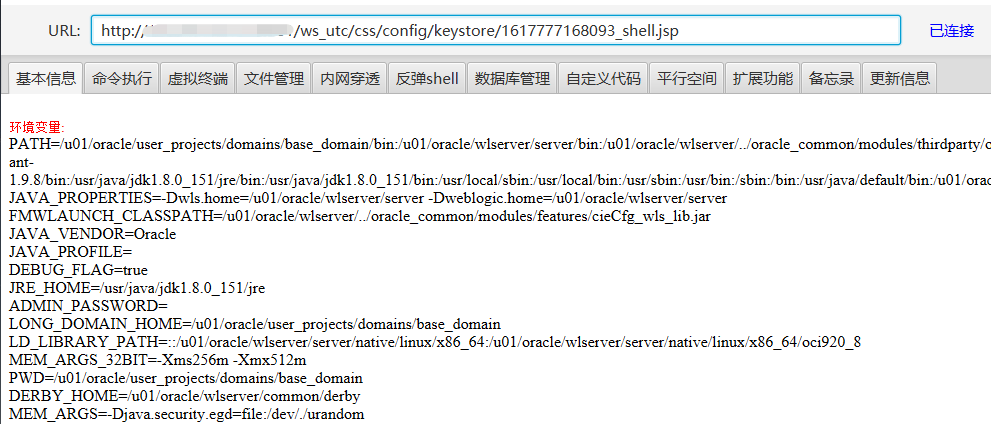 URL: http:// 1/ws_utc/css/config/keystore/1617777168093_shell.jsp 已连接
基本信息 命令执行 虚拟终端 文件管理 内网穿透 反弹shell 数据库管理 自定义代码 平行空间 扩展功能 备忘录 更新信息
环境变量:
PATH=/u01/oracle/user_projects/domains/base_domain/bin:/u01/oracle/wlserver/server/bin:/u01/oracle/wlserver/../oracle_common/modules/thirdparty/o
ant-
1.9.8/bin:/usr/java/jdk1.8.0_151/jre/bin:/usr/java/jdk1.8.0_151/bin:/usr/local/sbin:/usr/local/bin:/usr/sbin:/usr/bin:/sbin:/bin:/usr/java/default/bin:/u01/orac
JAVA_PROPERTIES=-Dwls.home=/u01/oracle/wlserver/server -Dweblogic.home=/u01/oracle/wlserver/server
FMWLAUNCH_CLASSPATH=/u01/oracle/wlserver/../oracle_common/modules/features/cieCfg_wls_lib.jar
JAVA_VENDOR=Oracle
JAVA_PROFILE=
DEBUG_FLAG=true
JRE_HOME=/usr/java/jdk1.8.0_151/jre
ADMIN_PASSWORD=
LONG_DOMAIN_HOME=/u01/oracle/user_projects/domains/base_domain
LD_LIBRARY_PATH=::/u01/oracle/wlserver/server/native/linux/x86_64:/u01/oracle/wlserver/server/native/linux/x86_64/oci920_8
MEM_ARGS_32BIT=-Xms256m -Xmx512m
PWD=/u01/oracle/user_projects/domains/base_domain
DERBY_HOME=/u01/oracle/wlserver/common/derby
MEM_ARGS=-Djava.security.egd=file:/dev/./urandom